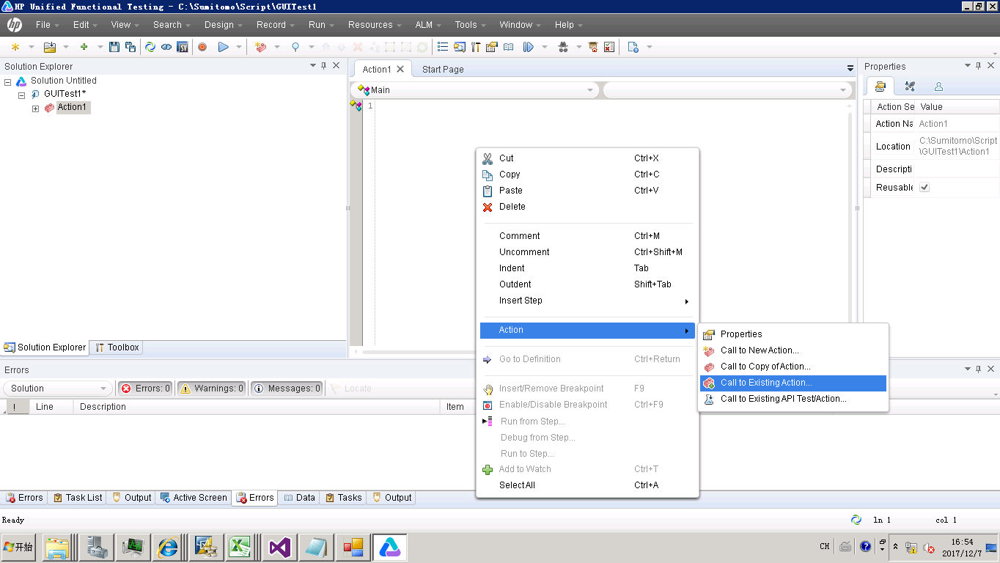 HP Unified Functional Testing - C:\Sumitomo\Script\GUITest1
hp File Edit View Search Design Record Run Resources ALM Tools Window Help
Solution Explorer
Solution Untitled
GUITest1*
Action1
Solution Explorer Toolbox
Action1 Start Page
Main
1
Properties
Action Se Value
Action Na Action1
Location C:\Sumitomo\Script
\GUITest1\Action1
Descripti
Reusable
Cut Ctrl+X
Copy Ctrl+C
Paste Ctrl+V
Delete
Comment Ctrl+M
Uncomment Ctrl+Shift+M
Indent Tab
Outdent Shift+Tab
Insert Step
Action
Go to Definition Ctrl+Return
Insert/Remove Breakpoint F9
Enable/Disable Breakpoint Ctrl+F9
Run from Step...
Debug from Step...
Run to Step...
Add to Watch Ctrl+T
Select All Ctrl+A
Properties
Call to New Action...
Call to Copy of Action...
Call to Existing Action...
Call to Existing API Test/Action...
Errors
Solution Errors: 0 Warnings: 0 Messages: 0 Locate
! Line Description Item
Errors Task List Output Active Screen Errors Data Tasks Output
Ready ln 1 col 1
开始 CH 16:54
2017/12/7